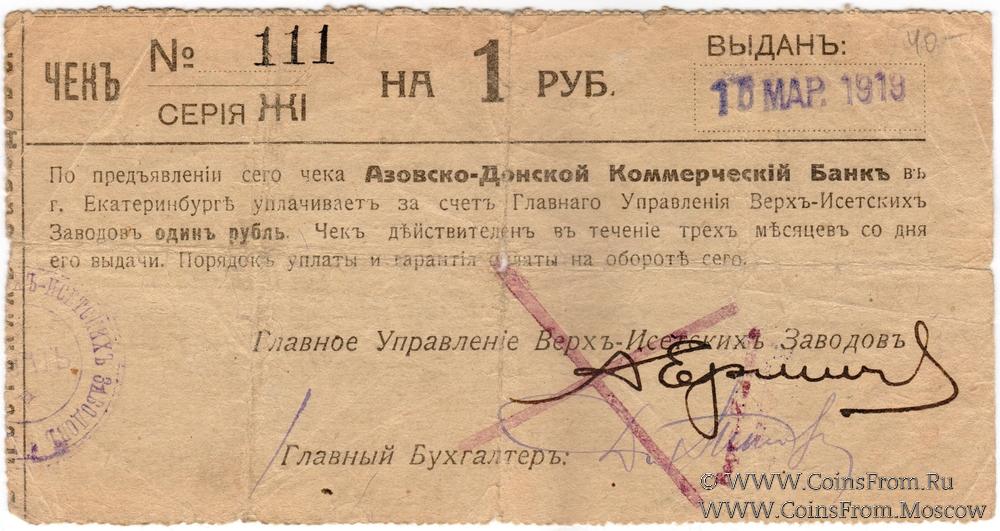 ЧЕКЪ № 111 НА 1 РУБ. ВЫДАНЪ:
СЕРІЯ ЖІ
МАР. 1919
40-
По предъявленіи сего чека Азовско-Донской Коммерческій Банкъ въ
г. Екатеринбургѣ уплачиваетъ за счетъ Главнаго Управленія Верхъ-Исетскихъ
Заводовъ одинъ рубль. Чекъ дѣйствителенъ въ теченіе трехъ мѣсяцевъ со дня
его выдачи. Порядокъ уплаты и гарантія оплаты на оборотѣ сего.
Главное Управленіе Верхъ-Исетскихъ Заводовъ
Главный Бухгалтеръ:
-ИСЕТСКИХЪ ЗАВОДОВЪ
© WWW.CoinsFrom.Ru
WWW.CoinsFrom.Moscow